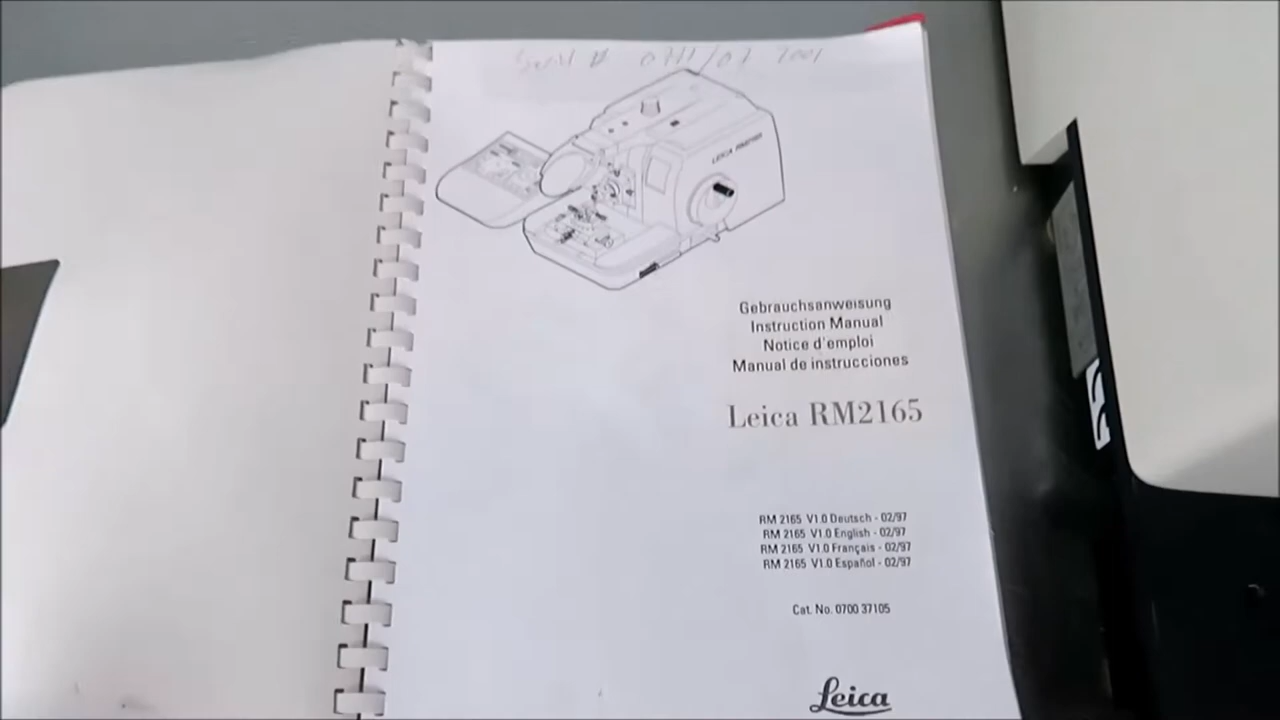 Serial #
LEICA
Gebrauchsanweisung
Instruction Manual
Notice d'emploi
Manual de instrucciones
Leica RM2165
RM 2165 V1.0 Deutsch - 02/97
RM 2165 V1.0 English - 02/97
RM 2165 V1.0 Français - 02/97
RM 2165 V1.0 Español - 02/97
Cat. No. 0700 37105
Leica